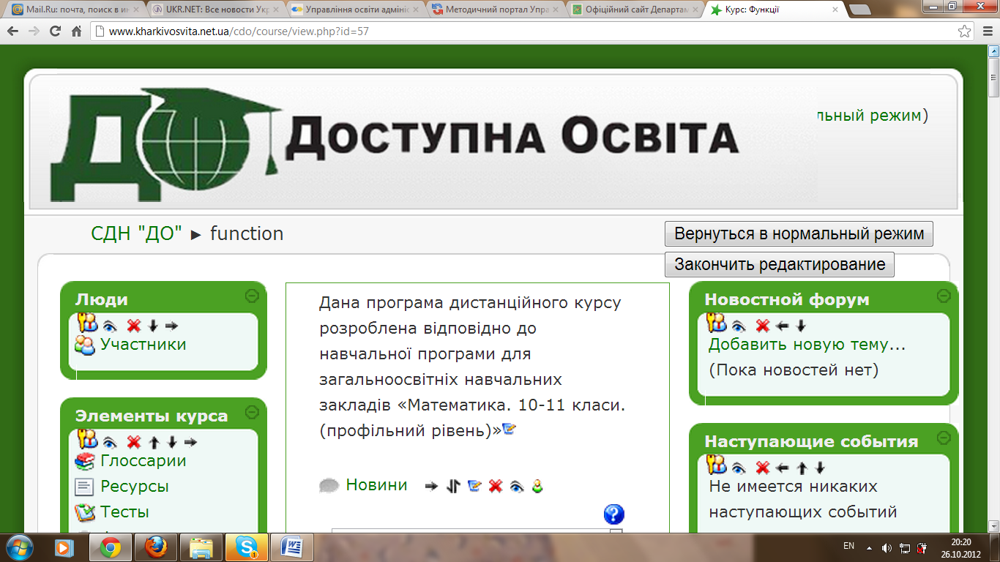 Mail.Ru: почта, поиск в ин
UKR.NET: Все новости Укр
Управління освіти адмініс
Методичний портал Упра
Офіційний сайт Департам
Курс: Функції
www.kharkivosvita.net.ua/cdo/course/view.php?id=57
ДО
ДОСТУПНА ОСВІТА
льный режим)
СДН "ДО" ► function
Вернуться в нормальный режим
Закончить редактирование
Люди
Участники
Элементы курса
Глоссарии
Ресурсы
Тесты
Дана програма дистанційного курсу
розроблена відповідно до
навчальної програми для
загальноосвітніх навчальних
закладів «Математика. 10-11 класи.
(профільний рівень)»
Новини
Новостной форум
Добавить новую тему...
(Пока новостей нет)
Наступающие события
Не имеется никаких
наступающих событий
EN
20:20
26.10.2012